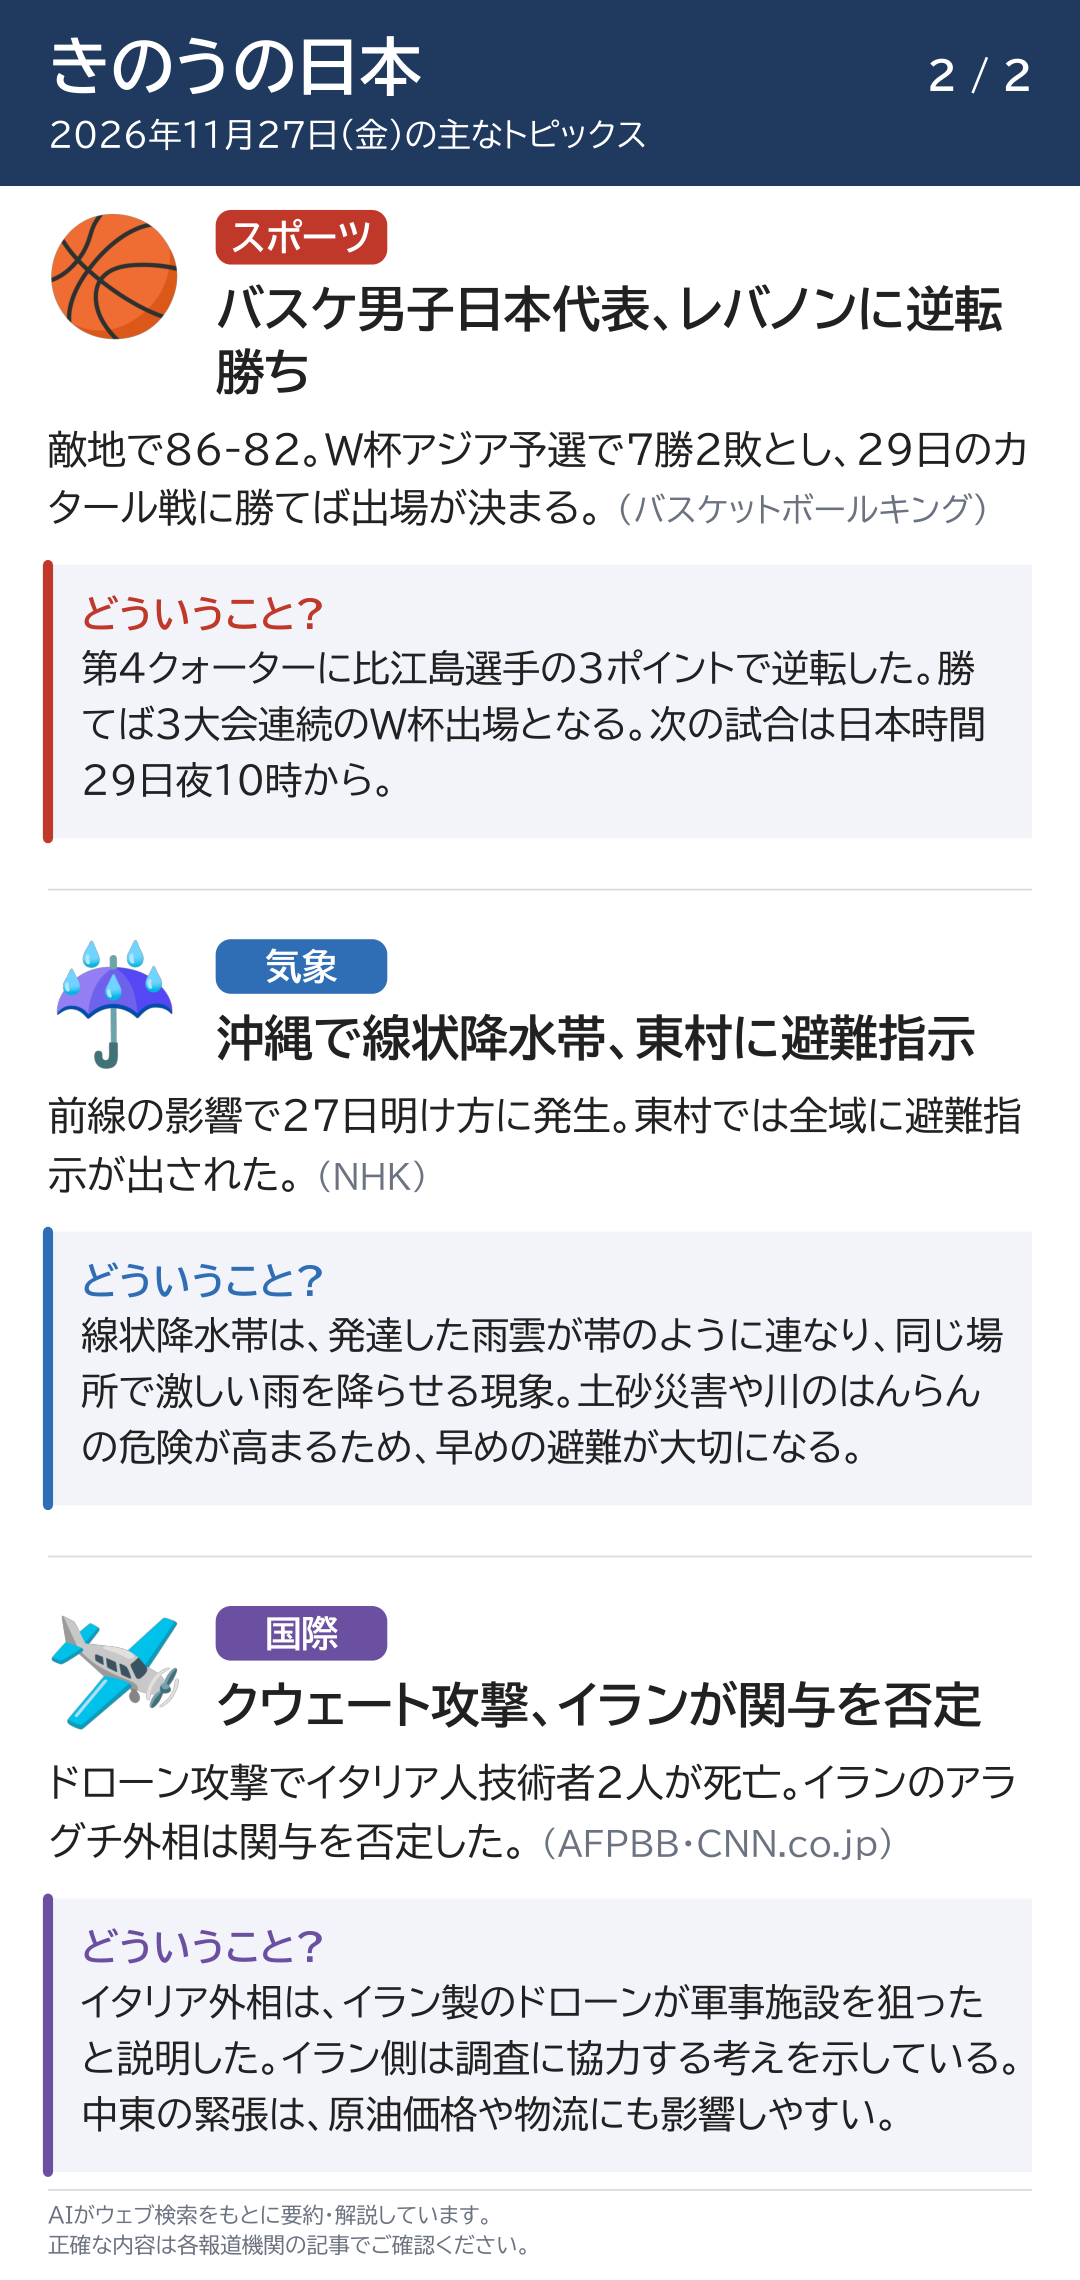 きのうの日本
2 / 2
2026年11月27日(金)の主なトピックス
スポーツ
バスケ男子日本代表、レバノンに逆転
勝ち
敵地で86-82。W杯アジア予選で7勝2敗とし、29日のカ
タール戦に勝てば出場が決まる。（バスケットボールキング）
どういうこと？
第4クォーターに比江島選手の3ポイントで逆転した。勝
てば3大会連続のW杯出場となる。次の試合は日本時間
29日夜10時から。
気象
沖縄で線状降水帯、東村に避難指示
前線の影響で27日明け方に発生。東村では全域に避難指
示が出された。（NHK）
どういうこと？
線状降水帯は、発達した雨雲が帯のように連なり、同じ場
所で激しい雨を降らせる現象。土砂災害や川のはんらん
の危険が高まるため、早めの避難が大切になる。
国際
クウェート攻撃、イランが関与を否定
ドローン攻撃でイタリア人技術者2人が死亡。イランのアラ
グチ外相は関与を否定した。（AFPBB・CNN.co.jp）
どういうこと？
イタリア外相は、イラン製のドローンが軍事施設を狙った
と説明した。イラン側は調査に協力する考えを示している。
中東の緊張は、原油価格や物流にも影響しやすい。
AIがウェブ検索をもとに要約・解説しています。
正確な内容は各報道機関の記事でご確認ください。